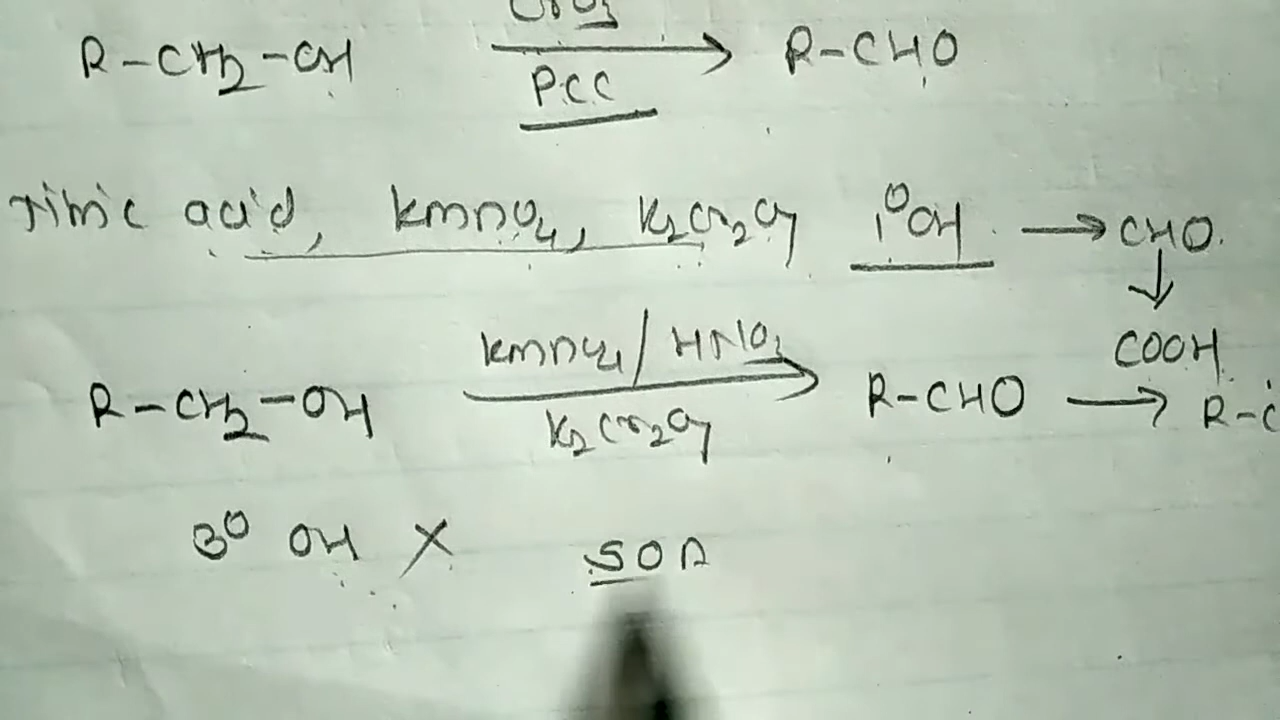 CrO3
R-CH2-OH → R-CHO
PCC
Nitric acid, KMnO4, K2Cr2O7 1° OH → CHO.
↓
COOH
KMnO4 / HNO3
R-CH2-OH → R-CHO → R-C
K2Cr2O7
3° OH X SOA